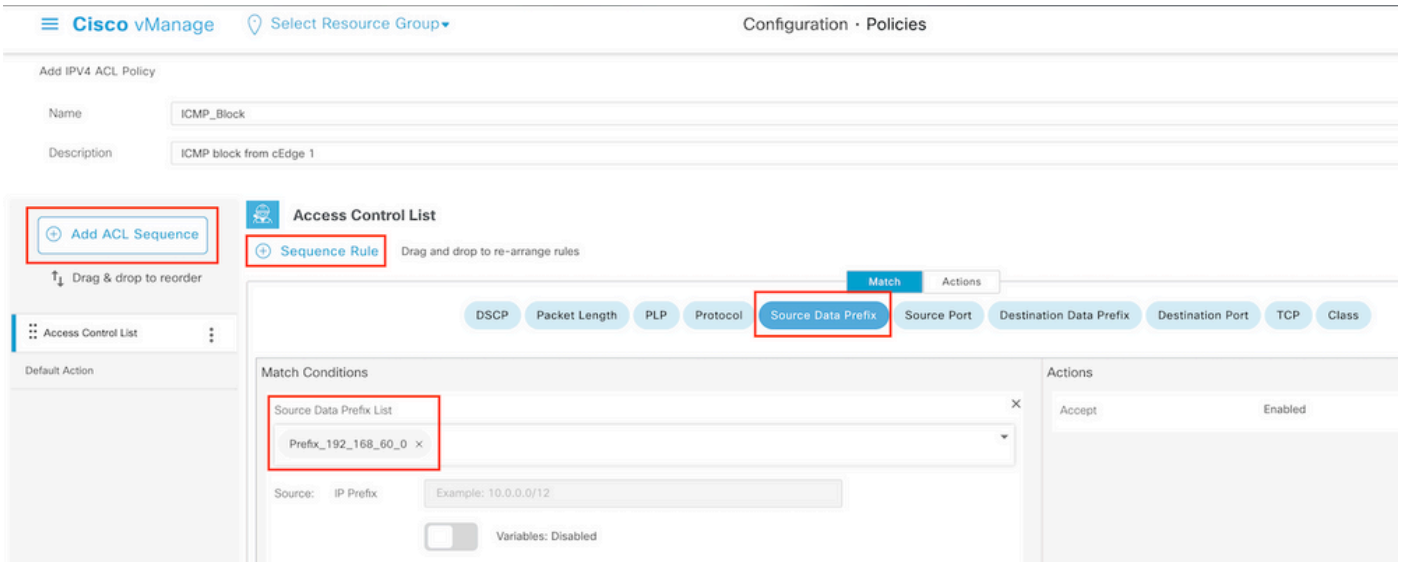 Cisco vManage Select Resource Group Configuration · Policies
Add IPV4 ACL Policy
Name ICMP_Block
Description ICMP block from cEdge 1
Add ACL Sequence
Drag & drop to reorder
Access Control List
Default Action
Access Control List
Sequence Rule Drag and drop to re-arrange rules
Match Actions
DSCP Packet Length PLP Protocol Source Data Prefix Source Port Destination Data Prefix Destination Port TCP Class
Match Conditions
Source Data Prefix List
Prefix_192_168_60_0 ×
Source: IP Prefix Example: 10.0.0.0/12
Variables: Disabled
Actions
Accept Enabled